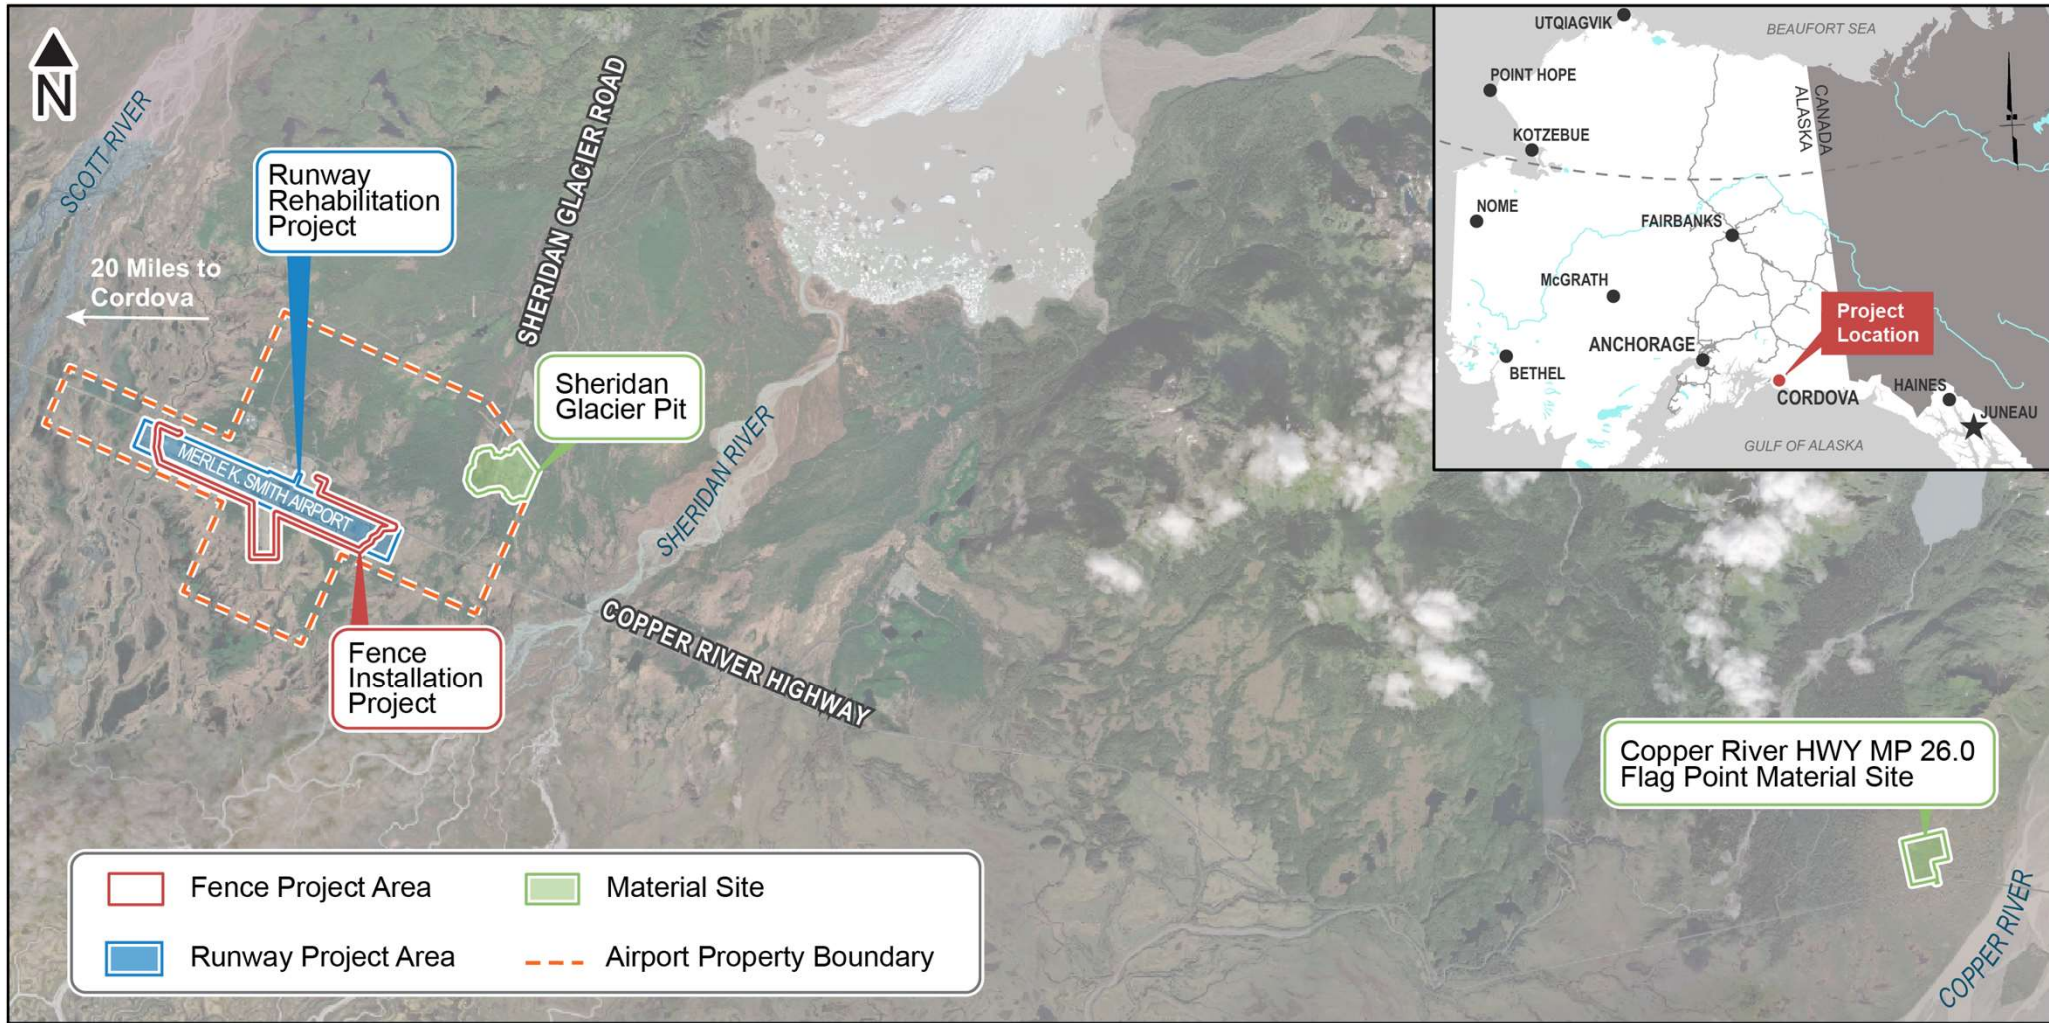 N
SCOTT RIVER
Runway
Rehabilitation
Project
20 Miles to
Cordova
SHERIDAN GLACIER ROAD
Sheridan
Glacier Pit
MERLE K. SMITH AIRPORT
SHERIDAN RIVER
Fence
Installation
Project
COPPER RIVER HIGHWAY
Copper River HWY MP 26.0
Flag Point Material Site
COPPER RIVER
Fence Project Area
Material Site
Runway Project Area
Airport Property Boundary
UTQIAGVIK
BEAUFORT SEA
POINT HOPE
CANADA
ALASKA
KOTZEBUE
NOME
FAIRBANKS
McGRATH
Project
Location
ANCHORAGE
BETHEL
CORDOVA
HAINES
JUNEAU
GULF OF ALASKA